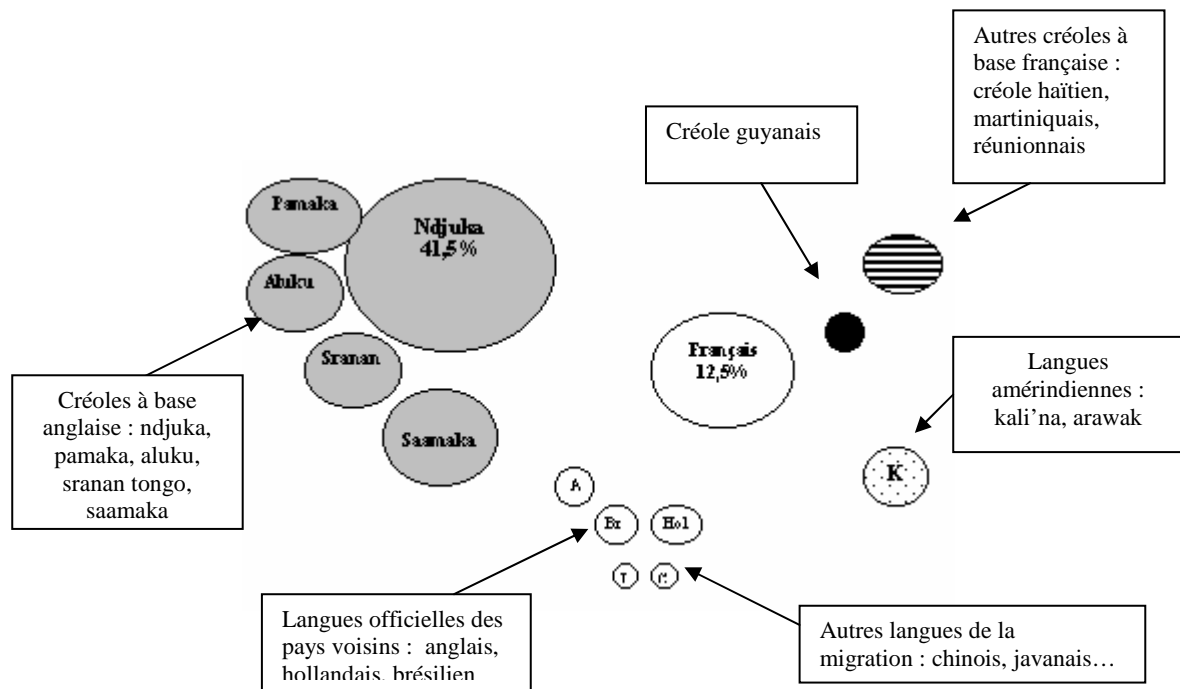 Autres créoles à
base française :
créole haïtien,
martiniquais,
réunionnais
Créole guyanais
Pamaka
Ndjuka
41,5%
Aluku
Sranan
Saamaka
Français
12,5%
Créoles à base
anglaise : ndjuka,
pamaka, aluku,
sranan tongo,
saamaka
Langues
amérindiennes :
kali’na, arawak
K
A
Br
Hol
Langues officielles des
pays voisins : anglais,
hollandais, brésilien
Autres langues de la
migration : chinois, javanais…